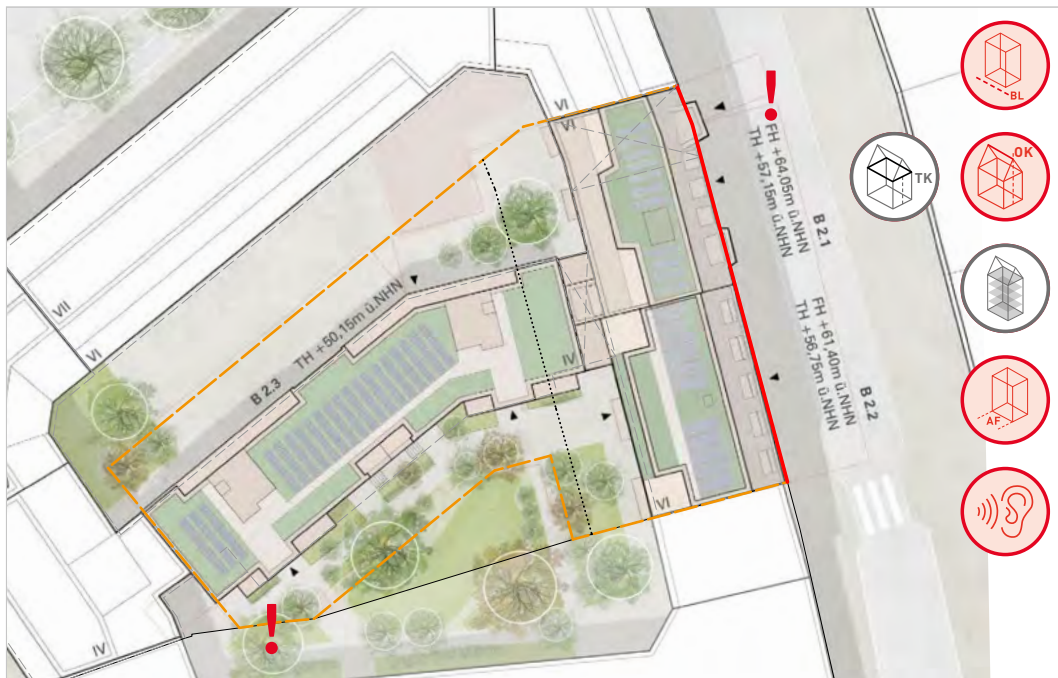 BL
OK
TK
AF
VI
VI
FH +64,05m ü.NHN
TH +57,15m ü.NHN
B 2.1
FH +61,40m ü.NHN
TH +56,75m ü.NHN
B 2.2
VII
VI
B 2.3 TH +50,15m ü.NHN
IV
VI
IV